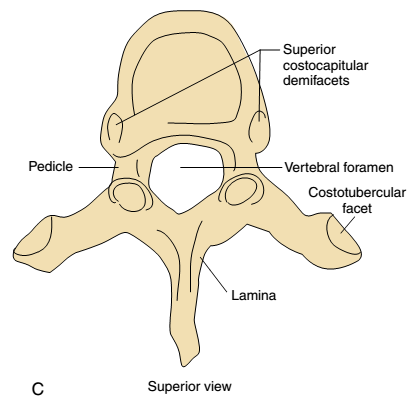 Superior
costocapitular
demifacets
Pedicle
Vertebral foramen
Costotubercular
facet
Lamina
C
Superior view